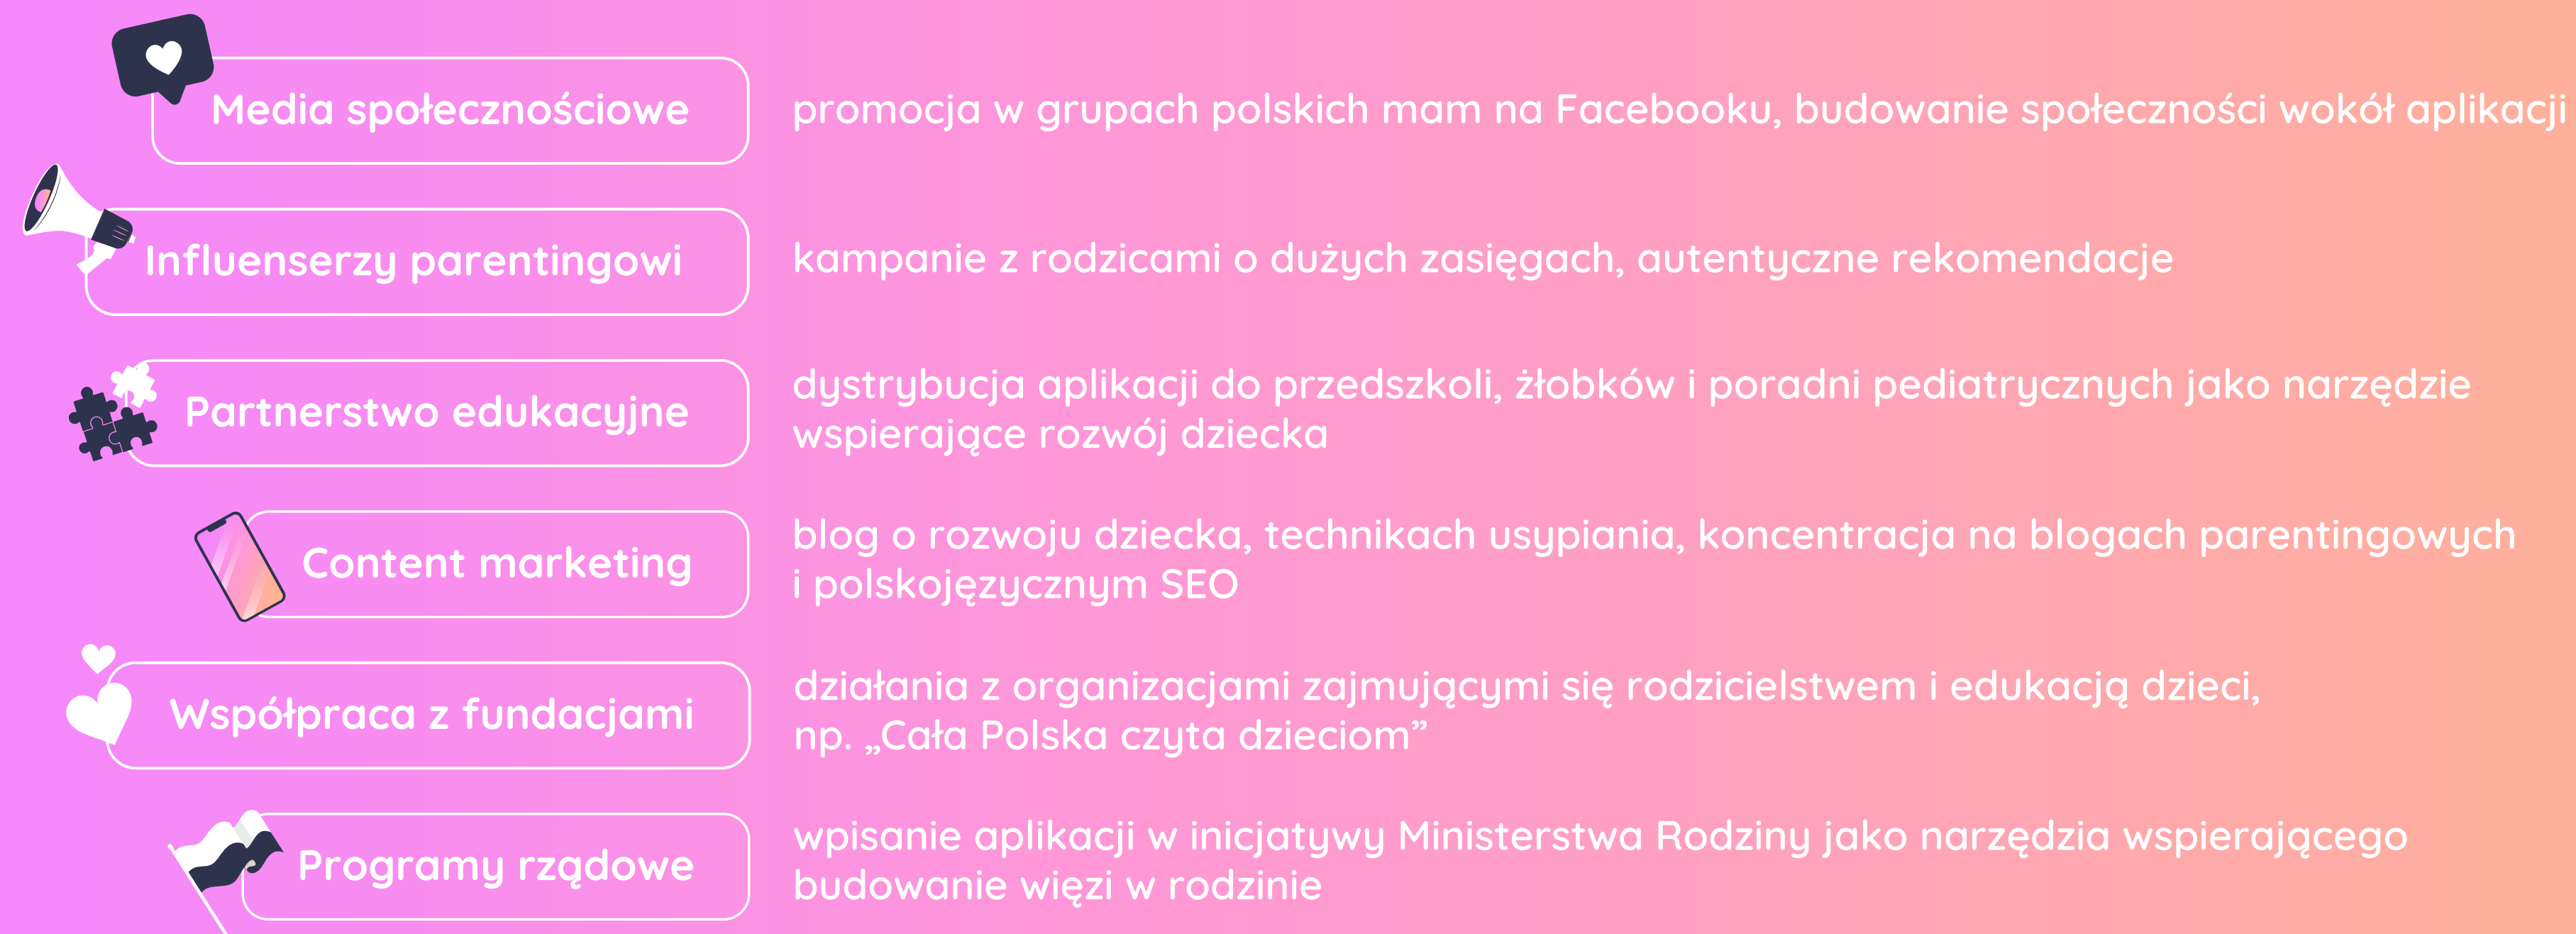 Media społecznościowe
promocja w grupach polskich mam na Facebooku, budowanie społeczności wokół aplikacji
Influenserzy parentingowi
kampanie z rodzicami o dużych zasięgach, autentyczne rekomendacje
Partnerstwo edukacyjne
dystrybucja aplikacji do przedszkoli, żłobków i poradni pediatrycznych jako narzędzie
wspierające rozwój dziecka
Content marketing
blog o rozwoju dziecka, technikach usypiania, koncentracja na blogach parentingowych
i polskojęzycznym SEO
Współpraca z fundacjami
działania z organizacjami zajmującymi się rodzicielstwem i edukacją dzieci,
np. „Cała Polska czyta dzieciom”
Programy rządowe
wpisanie aplikacji w inicjatywy Ministerstwa Rodziny jako narzędzia wspierającego
budowanie więzi w rodzinie